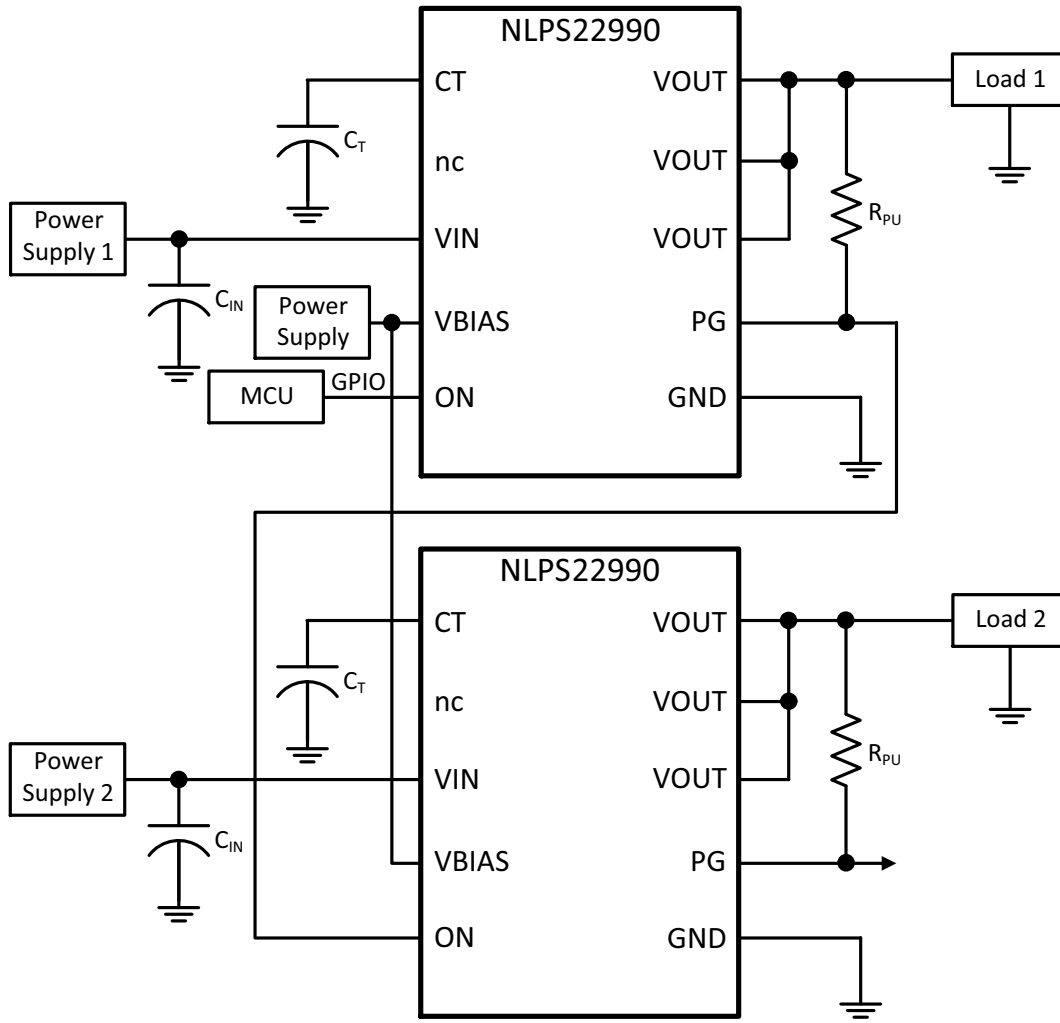 NLPS22990
CT
VOUT
Load 1
C_T
nc
VOUT
Power
Supply 1
VIN
VOUT
R_PU
C_IN
Power
Supply
VBIAS
PG
MCU
GPIO
ON
GND
NLPS22990
CT
VOUT
Load 2
C_T
nc
VOUT
Power
Supply 2
VIN
VOUT
R_PU
C_IN
VBIAS
PG
ON
GND